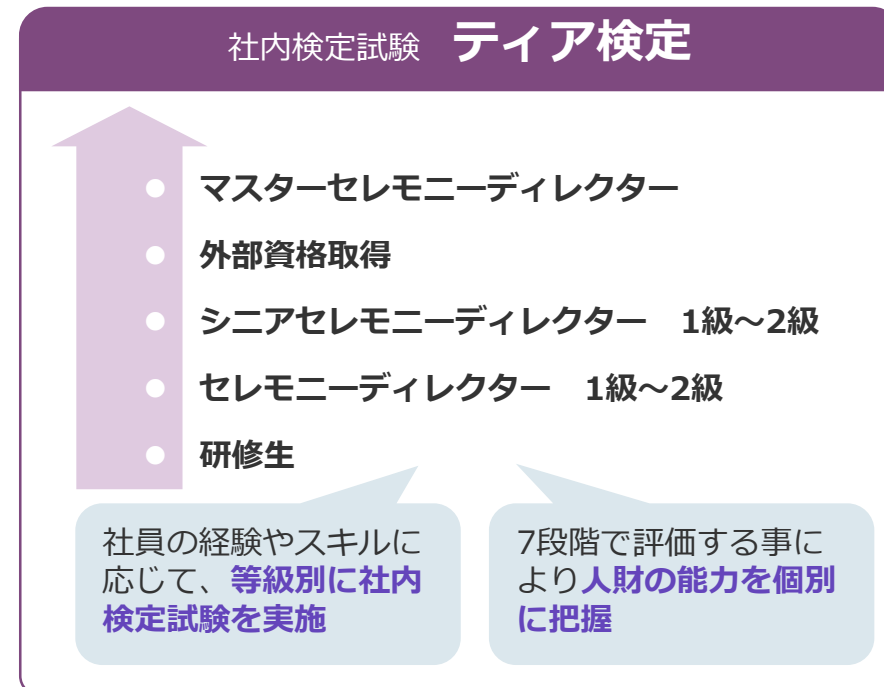 社内検定試験 ティア検定
マスターセレモニーディレクター
外部資格取得
シニアセレモニーディレクター　1級～2級
セレモニーディレクター　1級～2級
研修生
社員の経験やスキルに
応じて、等級別に社内
検定試験を実施
7段階で評価する事に
より人財の能力を個別
に把握